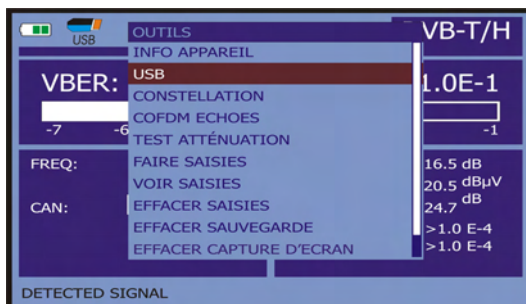 USB
OUTILS
VB-T/H
INFO APPAREIL
USB
VBER:
1.0E-1
CONSTELLATION
COFDM ECHOES
-7 -6
-1
TEST ATTÉNUATION
FREQ:
FAIRE SAISIES
16.5 dB
VOIR SAISIES
20.5 dBµV
CAN:
EFFACER SAISIES
24.7 dB
EFFACER SAUVEGARDE
>1.0 E-4
EFFACER CAPTURE D'ECRAN
>1.0 E-4
DETECTED SIGNAL